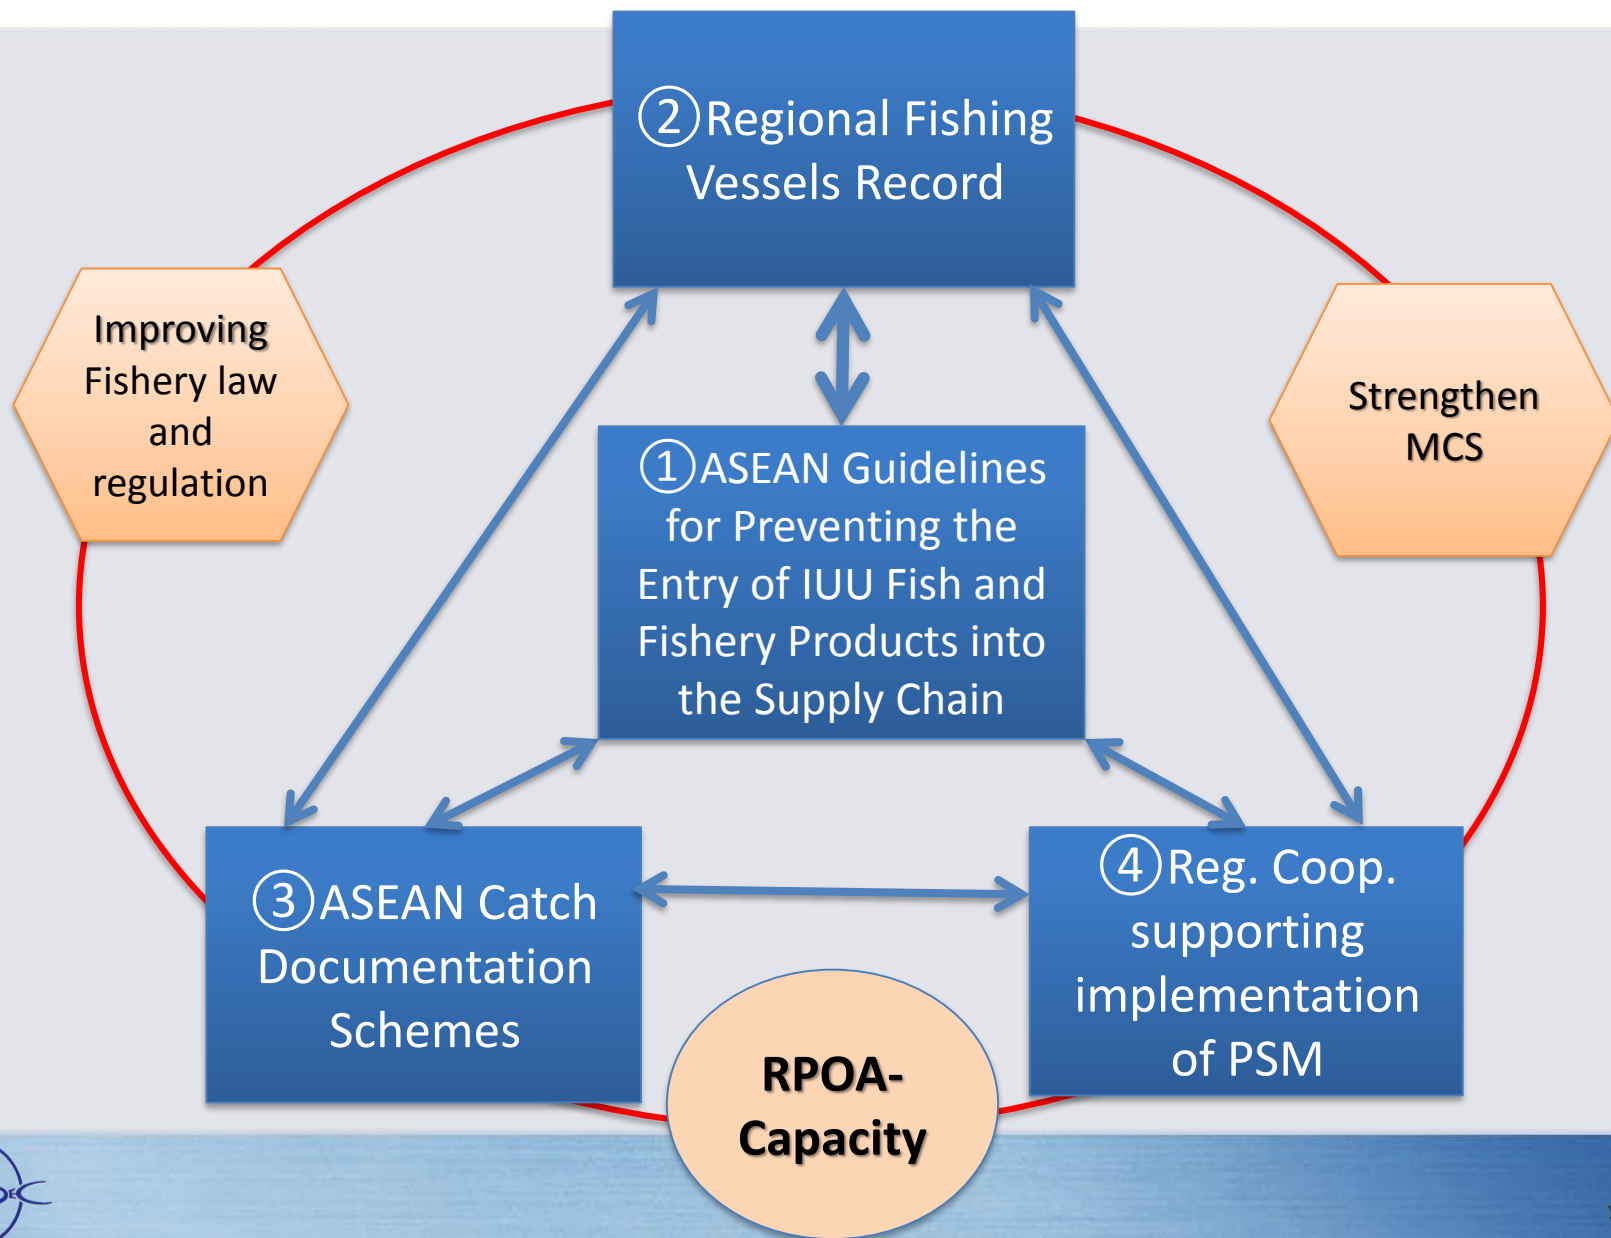 ②Regional Fishing
Vessels Record
Improving
Fishery law
and
regulation
Strengthen
MCS
①ASEAN Guidelines
for Preventing the
Entry of IUU Fish and
Fishery Products into
the Supply Chain
③ASEAN Catch
Documentation
Schemes
④Reg. Coop.
supporting
implementation
of PSM
RPOA-
Capacity